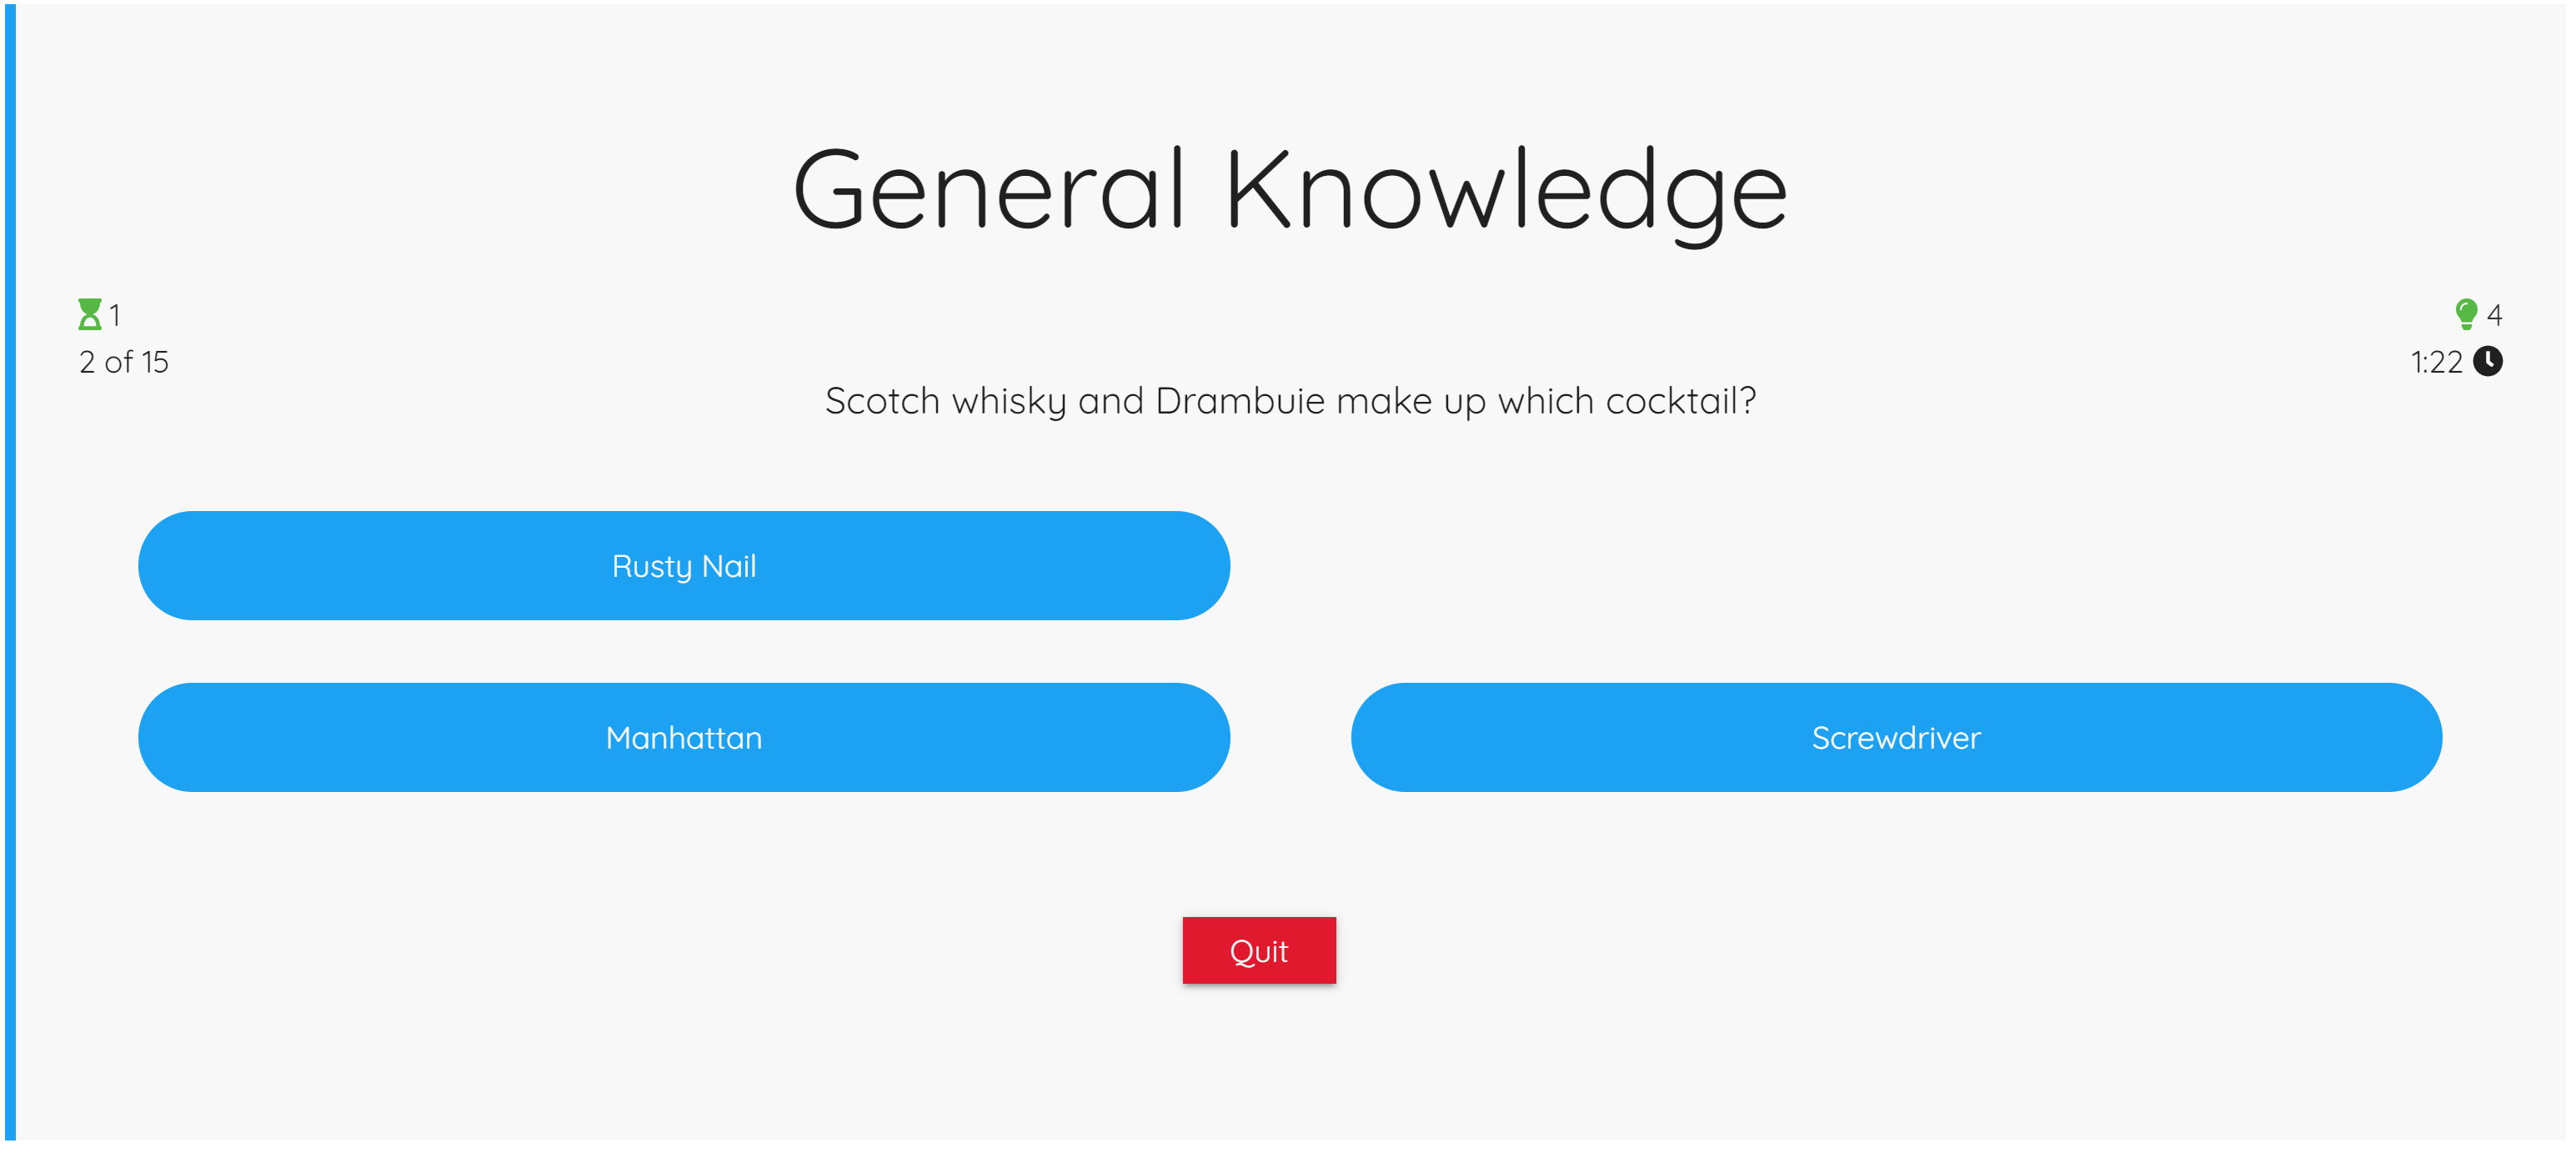 General Knowledge
1
4
2 of 15
1:22
Scotch whisky and Drambuie make up which cocktail?
Rusty Nail
Manhattan
Screwdriver
Quit